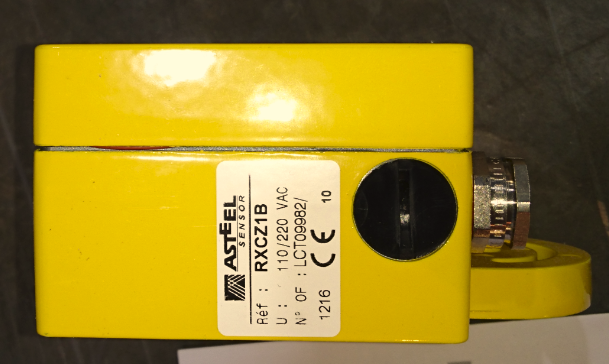 ASTEEL
SENSOR
Réf : RXCZ1B
U : 110/220 VAC
N° OF : LCT09982/
1216 CE 10